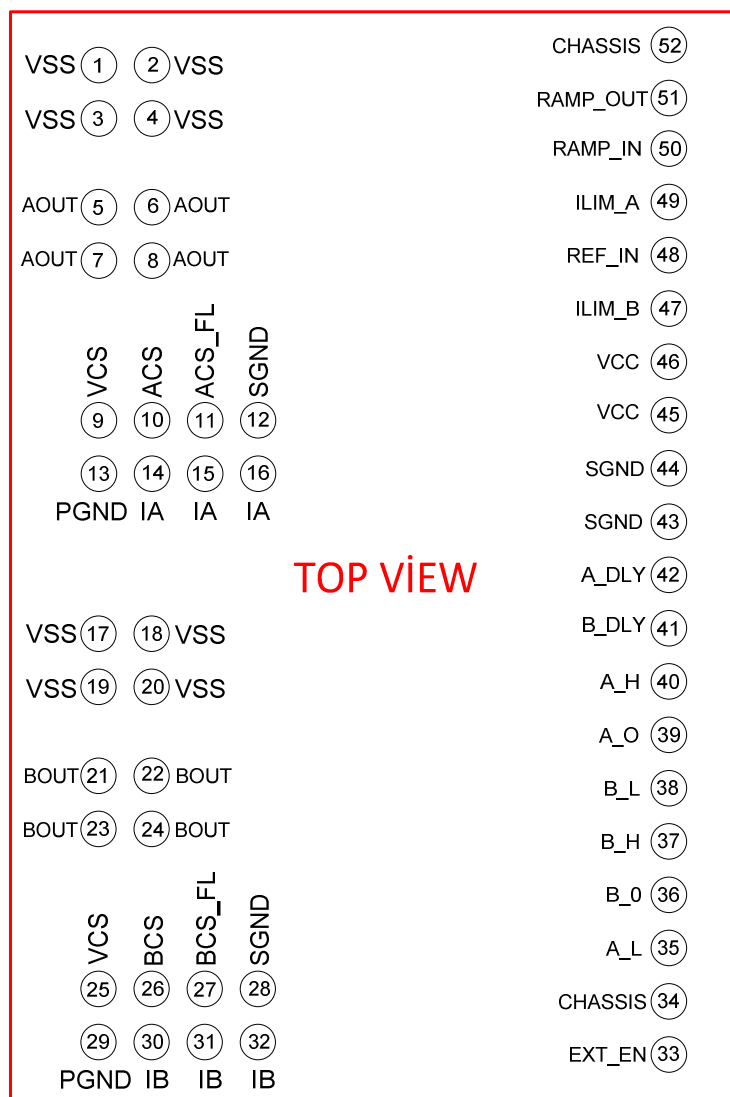 VSS 1 2 VSS
CHASSIS 52
VSS 3 4 VSS
RAMP_OUT 51
RAMP_IN 50
AOUT 5 6 AOUT
ILIM_A 49
AOUT 7 8 AOUT
REF_IN 48
ILIM_B 47
VCS ACS ACS_FL SGND
VCC 46
9 10 11 12
VCC 45
13 14 15 16
SGND 44
PGND IA IA IA
SGND 43
TOP VİEW
A_DLY 42
VSS 17 18 VSS
B_DLY 41
VSS 19 20 VSS
A_H 40
A_O 39
BOUT 21 22 BOUT
B_L 38
BOUT 23 24 BOUT
B_H 37
VCS BCS BCS_FL SGND
B_0 36
A_L 35
25 26 27 28
CHASSIS 34
29 30 31 32
EXT_EN 33
PGND IB IB IB